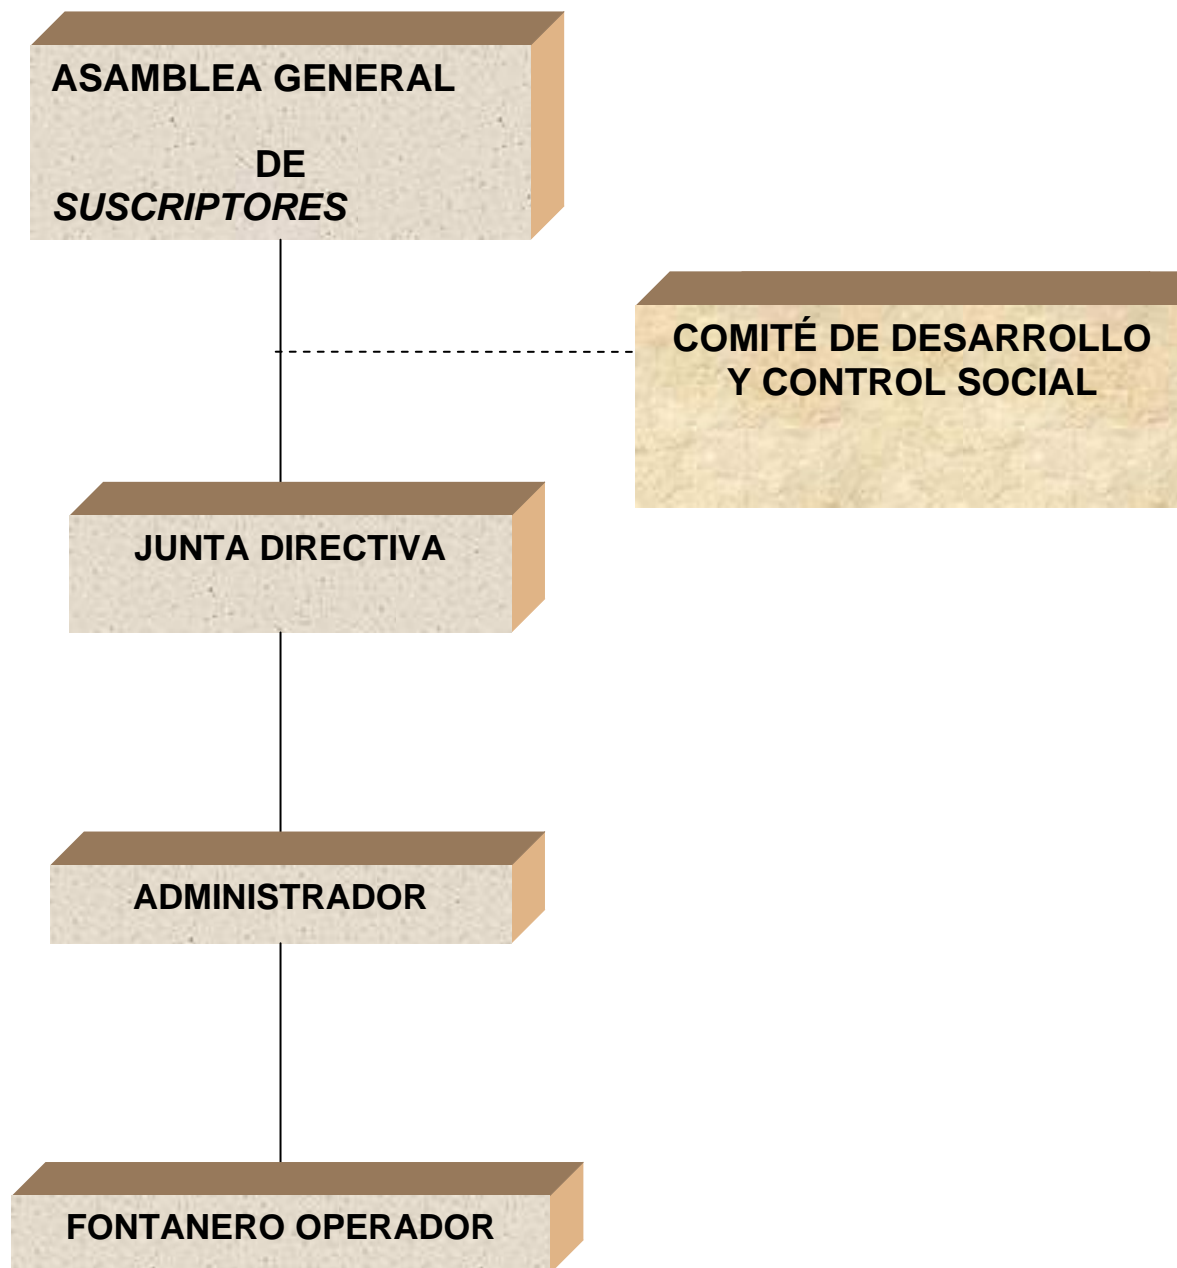 ASAMBLEA GENERAL
DE
SUSCRIPTORES
COMITÉ DE DESARROLLO
Y CONTROL SOCIAL
JUNTA DIRECTIVA
ADMINISTRADOR
FONTANERO OPERADOR